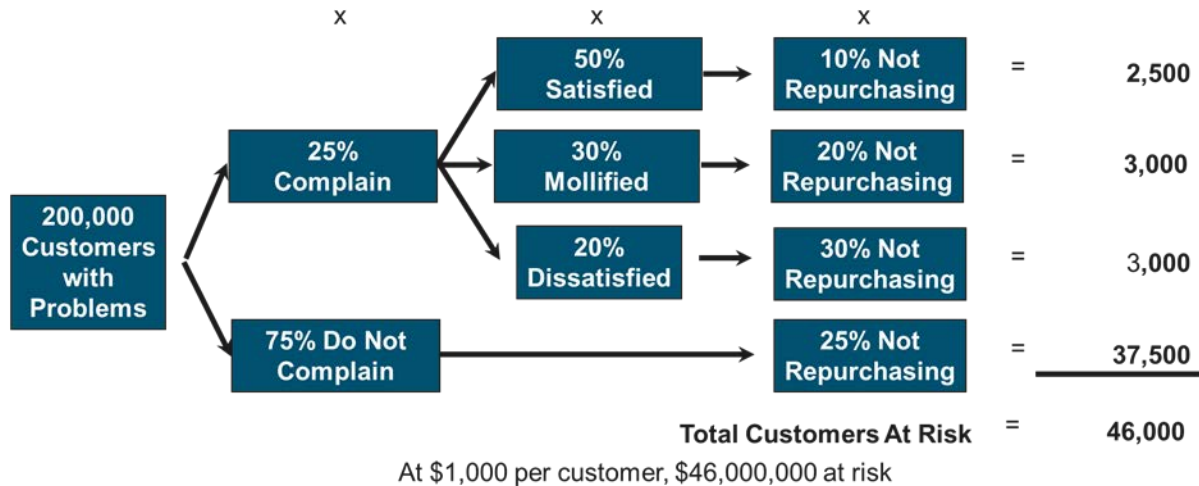 x x x
200,000
Customers
with
Problems
25%
Complain
50%
Satisfied
10% Not
Repurchasing
= 2,500
30%
Mollified
20% Not
Repurchasing
= 3,000
20%
Dissatisfied
30% Not
Repurchasing
= 3,000
75% Do Not
Complain
25% Not
Repurchasing
= 37,500
Total Customers At Risk = 46,000
At $1,000 per customer, $46,000,000 at risk